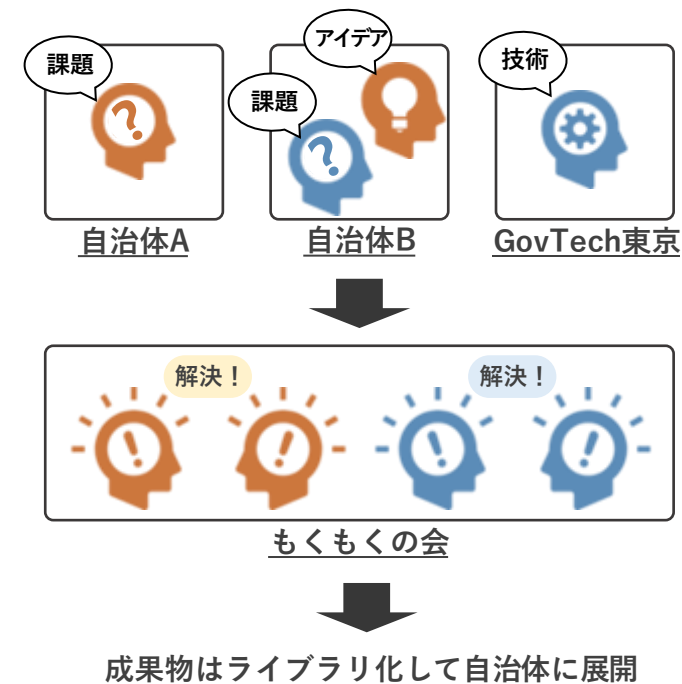 課題
アイデア
課題
技術
自治体A
自治体B
GovTech東京
解決！
解決！
もくもくの会
成果物はライブラリ化して自治体に展開